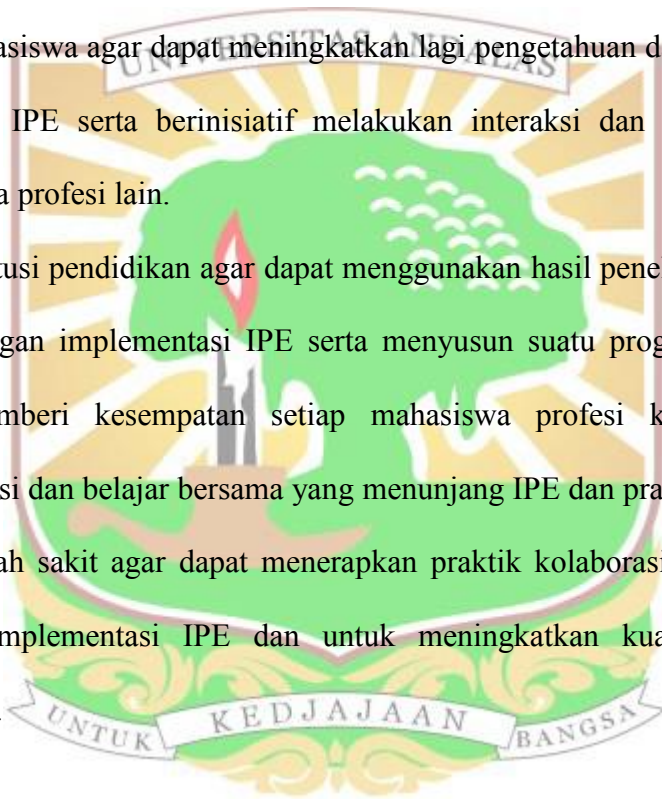 asiswa agar dapat meningkatkan lagi pengetahuan d
UNIVERSITAS ANDALAS
IPE serta berinisiatif melakukan interaksi dan
a profesi lain.
tusi pendidikan agar dapat menggunakan hasil pene
gan implementasi IPE serta menyusun suatu prog
mberi kesempatan setiap mahasiswa profesi k
si dan belajar bersama yang menunjang IPE dan pra
ah sakit agar dapat menerapkan praktik kolaborasi
mplementasi IPE dan untuk meningkatkan kua
UNTUK KEDJAJAAN BANGSA